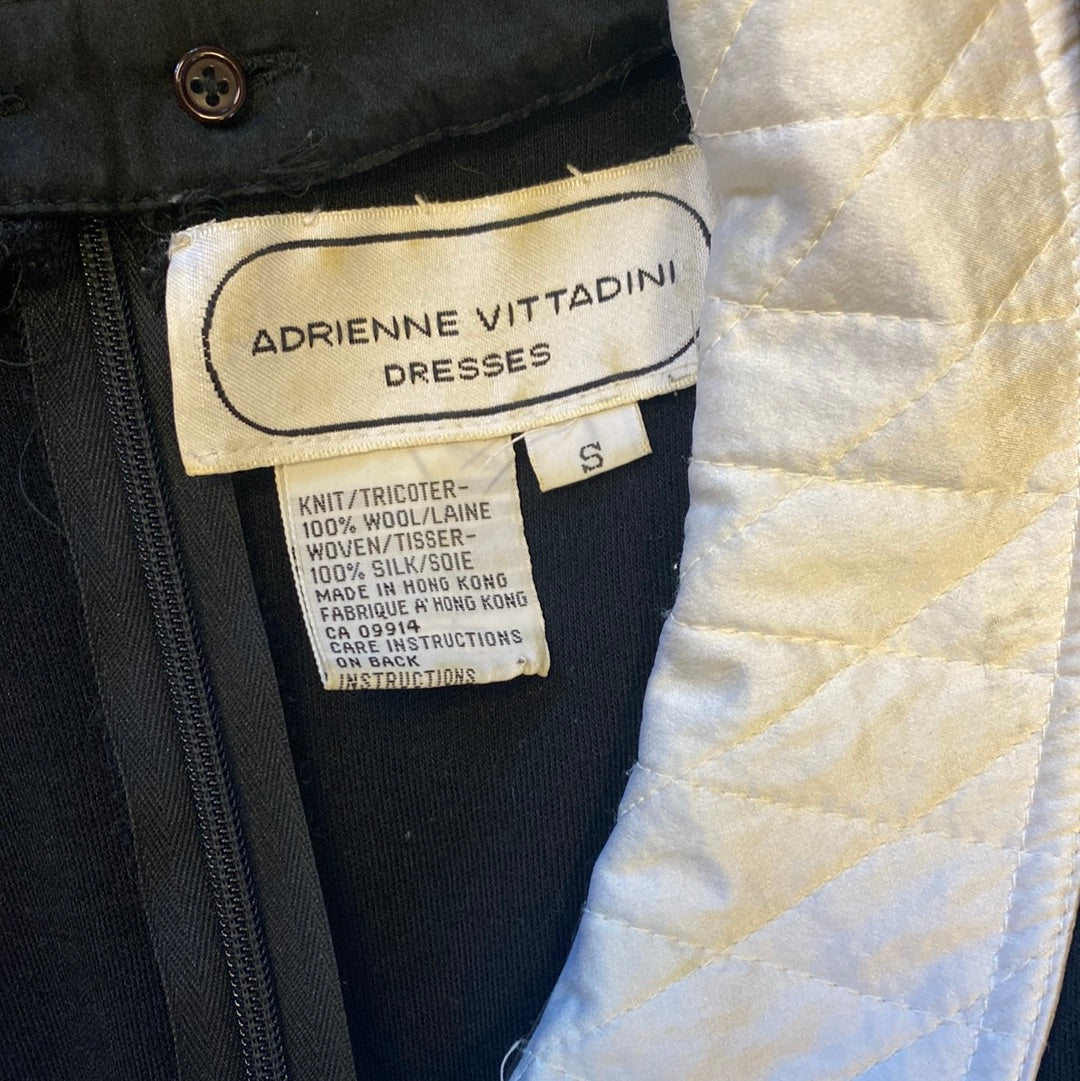 ADRIENNE VITTADINI
DRESSES
S
KNIT/TRICOTER-
100% WOOL/LAINE
WOVEN/TISSER-
100% SILK/SOIE
MADE IN HONG KONG
FABRIQUE A' HONG KONG
CA 09914
CARE INSTRUCTIONS
ON BACK
INSTRUCTIONS